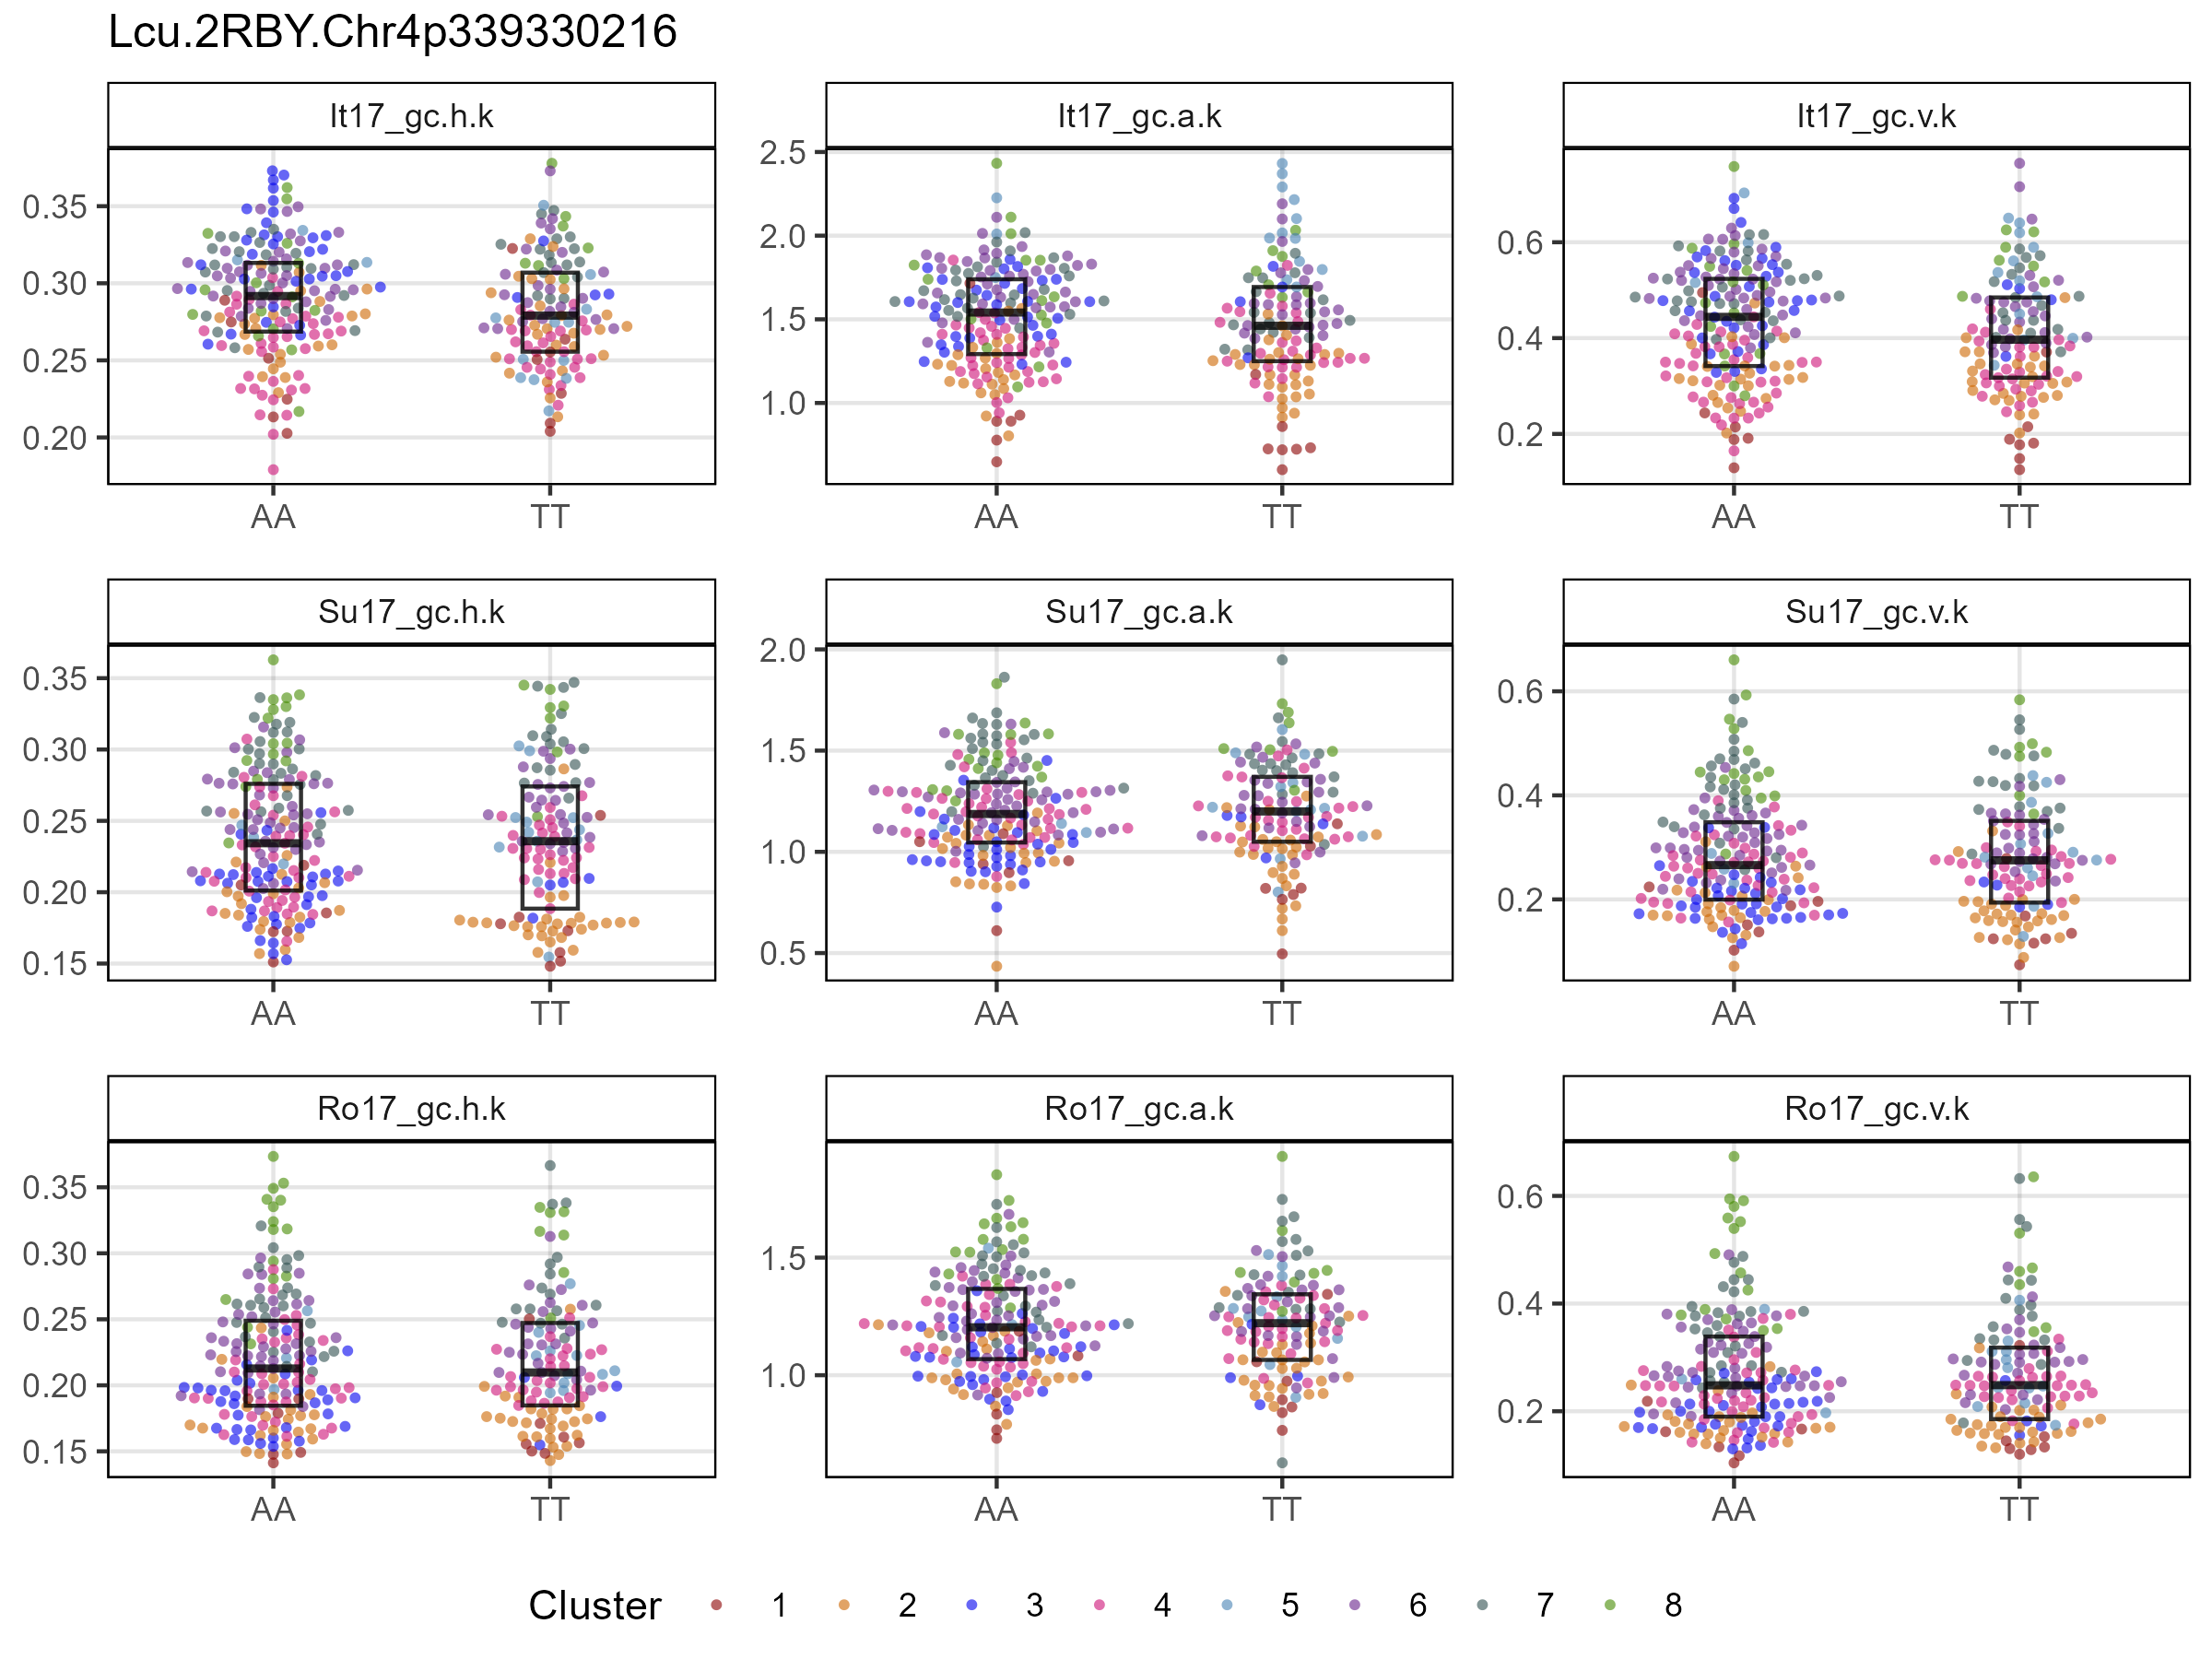 Lcu.2RBY.Chr4p339330216
It17_gc.h.k
It17_gc.a.k
It17_gc.v.k
0.35
0.30
0.25
0.20
AA TT
2.5
2.0
1.5
1.0
AA TT
0.6
0.4
0.2
AA TT
Su17_gc.h.k
Su17_gc.a.k
Su17_gc.v.k
0.35
0.30
0.25
0.20
0.15
AA TT
2.0
1.5
1.0
0.5
AA TT
0.6
0.4
0.2
AA TT
Ro17_gc.h.k
Ro17_gc.a.k
Ro17_gc.v.k
0.35
0.30
0.25
0.20
0.15
AA TT
1.5
1.0
AA TT
0.6
0.4
0.2
AA TT
Cluster 1 2 3 4 5 6 7 8